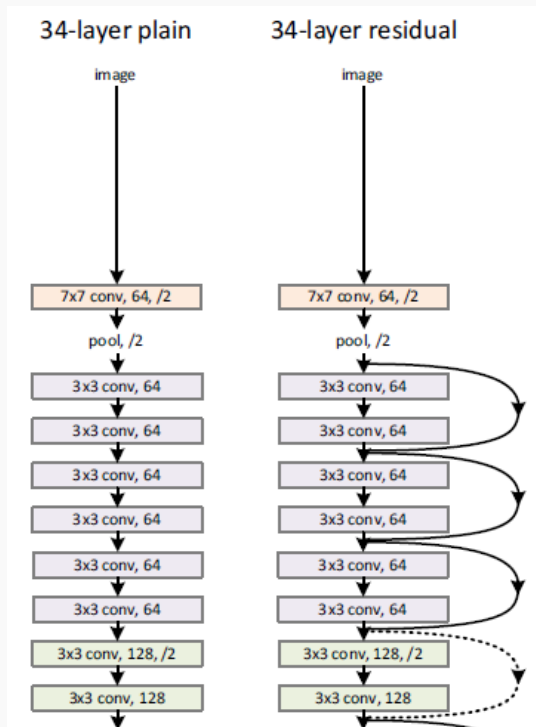 34-layer plain
image
7x7 conv, 64, /2
pool, /2
3x3 conv, 64
3x3 conv, 64
3x3 conv, 64
3x3 conv, 64
3x3 conv, 64
3x3 conv, 64
3x3 conv, 128, /2
3x3 conv, 128
34-layer residual
image
7x7 conv, 64, /2
pool, /2
3x3 conv, 64
3x3 conv, 64
3x3 conv, 64
3x3 conv, 64
3x3 conv, 64
3x3 conv, 64
3x3 conv, 128, /2
3x3 conv, 128